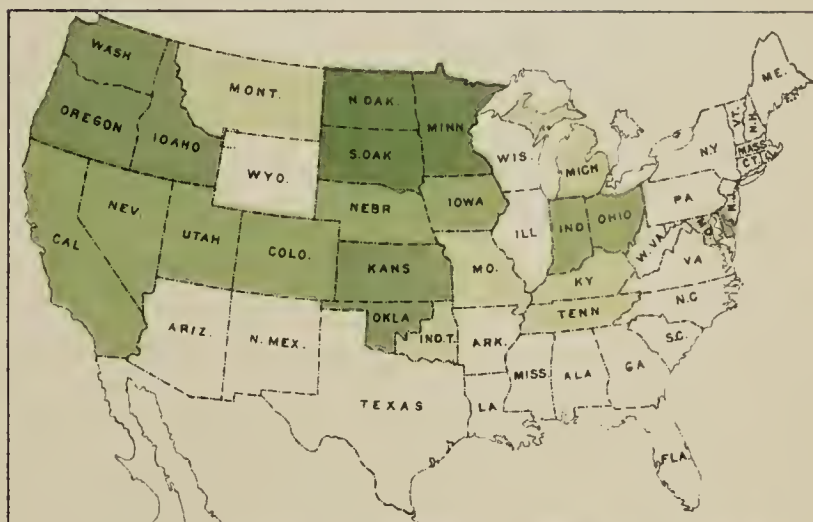 WASH
MONT.
N.DAK.
MINN
ME.
OREGON
IDAHO
S.DAK
WIS.
MICH
N.Y
VT.
N.H.
MASS
CT.
WYO.
NEBR
IOWA
ILL
IND
OHIO
PA
N.J.
MD.
NEV.
UTAH
COLO.
CAL
KANS
MO.
KY
W.VA
VA
ARIZ.
N.MEX.
OKLA
IND.T.
ARK.
TENN
N.C
S.C.
TEXAS
LA
MISS
ALA
GA
FLA.